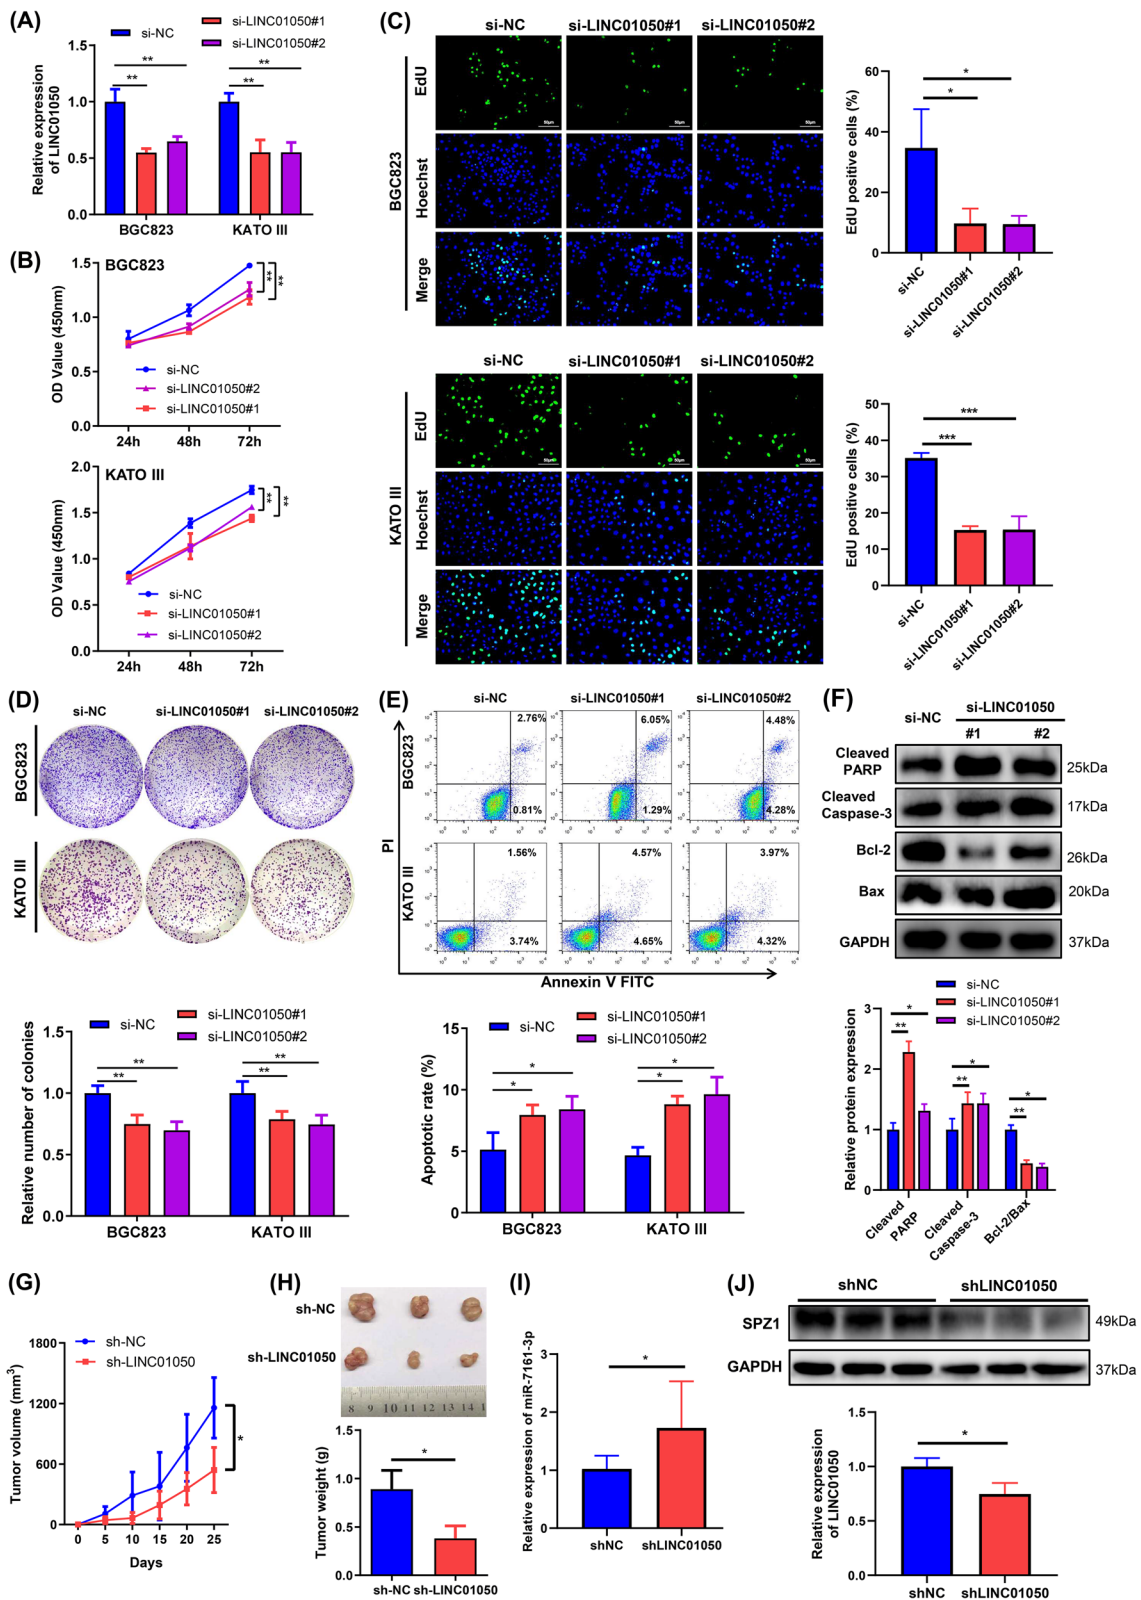 (A)
si-NC
si-LINC01050#1
si-LINC01050#2
Relative expression
of LINC01050
1.5
1.0
0.5
0.0
**
**
**
**
BGC823
KATO III
(B)
BGC823
OD Value (450nm)
1.5
1.0
0.5
0.0
**
**
si-NC
si-LINC01050#2
si-LINC01050#1
24h
48h
72h
KATO III
OD Value (450nm)
2.0
1.5
1.0
0.5
0.0
**
**
si-NC
si-LINC01050#1
si-LINC01050#2
24h
48h
72h
(C)
si-NC
si-LINC01050#1
si-LINC01050#2
BGC823
EdU
Hoechst
Merge
50μm
50μm
50μm
EdU positive cells (%)
60
40
20
0
*
*
si-NC
si-LINC01050#1
si-LINC01050#2
si-NC
si-LINC01050#1
si-LINC01050#2
KATO III
EdU
Hoechst
Merge
50μm
50μm
50μm
EdU positive cells (%)
50
40
30
20
10
0
***
***
si-NC
si-LINC01050#1
si-LINC01050#2
(D)
si-NC
si-LINC01050#1
si-LINC01050#2
BGC823
KATO III
si-NC
si-LINC01050#1
si-LINC01050#2
Relative number of colonies
1.5
1.0
0.5
0.0
**
**
**
**
BGC823
KATO III
(E)
si-NC
si-LINC01050#1
si-LINC01050#2
BGC823
2.76%
0.81%
6.05%
1.29%
4.48%
4.28%
KATO III
1.56%
3.74%
4.57%
4.65%
3.97%
4.32%
PI
Annexin V FITC
si-NC
si-LINC01050#1
si-LINC01050#2
Apoptotic rate (%)
15
10
5
0
*
*
*
*
BGC823
KATO III
(F)
si-NC
si-LINC01050
#1
#2
Cleaved
PARP
25kDa
Cleaved
Caspase-3
17kDa
Bcl-2
26kDa
Bax
20kDa
GAPDH
37kDa
si-NC
si-LINC01050#1
si-LINC01050#2
Relative protein expression
3
2
1
0
*
**
*
**
*
**
Cleaved
PARP
Cleaved
Caspase-3
Bcl-2/Bax
(G)
sh-NC
sh-LINC01050
Tumor volume (mm³)
1800
1200
600
0
*
0
5
10
15
20
25
Days
(H)
sh-NC
sh-LINC01050
8 9 10 11 12 13 14 1
Tumor weight (g)
1.5
1.0
0.5
0.0
*
sh-NC
sh-LINC01050
(I)
Relative expression of miR-7161-3p
3
2
1
0
*
shNC
shLINC01050
(J)
shNC
shLINC01050
SPZ1
49kDa
GAPDH
37kDa
Relative expression
of LINC01050
1.5
1.0
0.5
0.0
*
shNC
shLINC01050